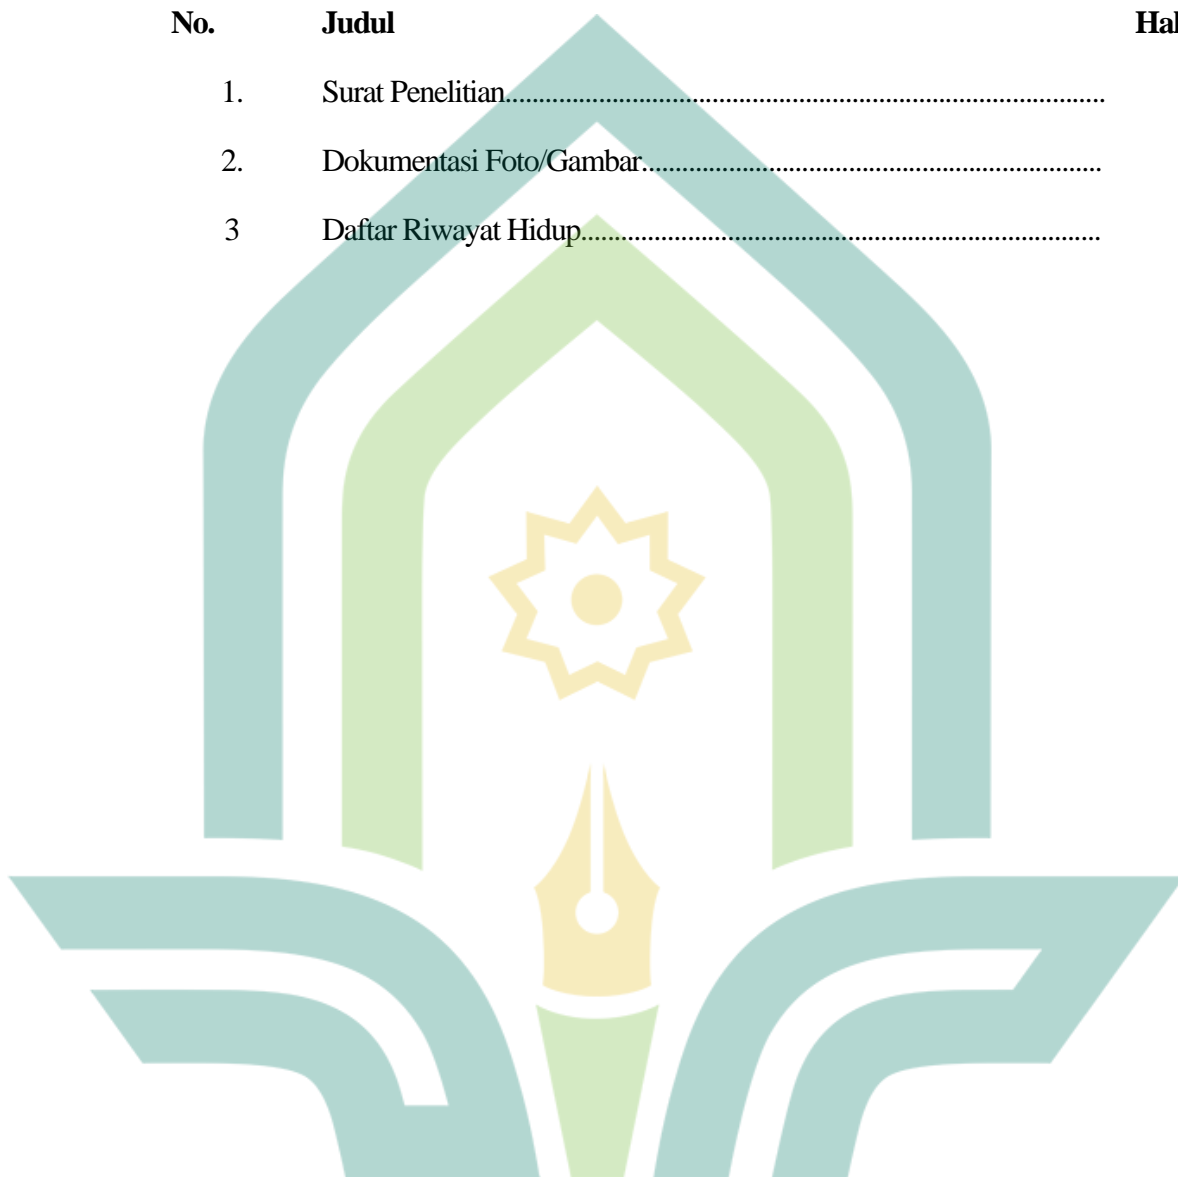 No. Judul Hal
1. Surat Penelitian...........................................................................................
2. Dokumentasi Foto/Gambar.....................................................................
3 Daftar Riwayat Hidup..............................................................................